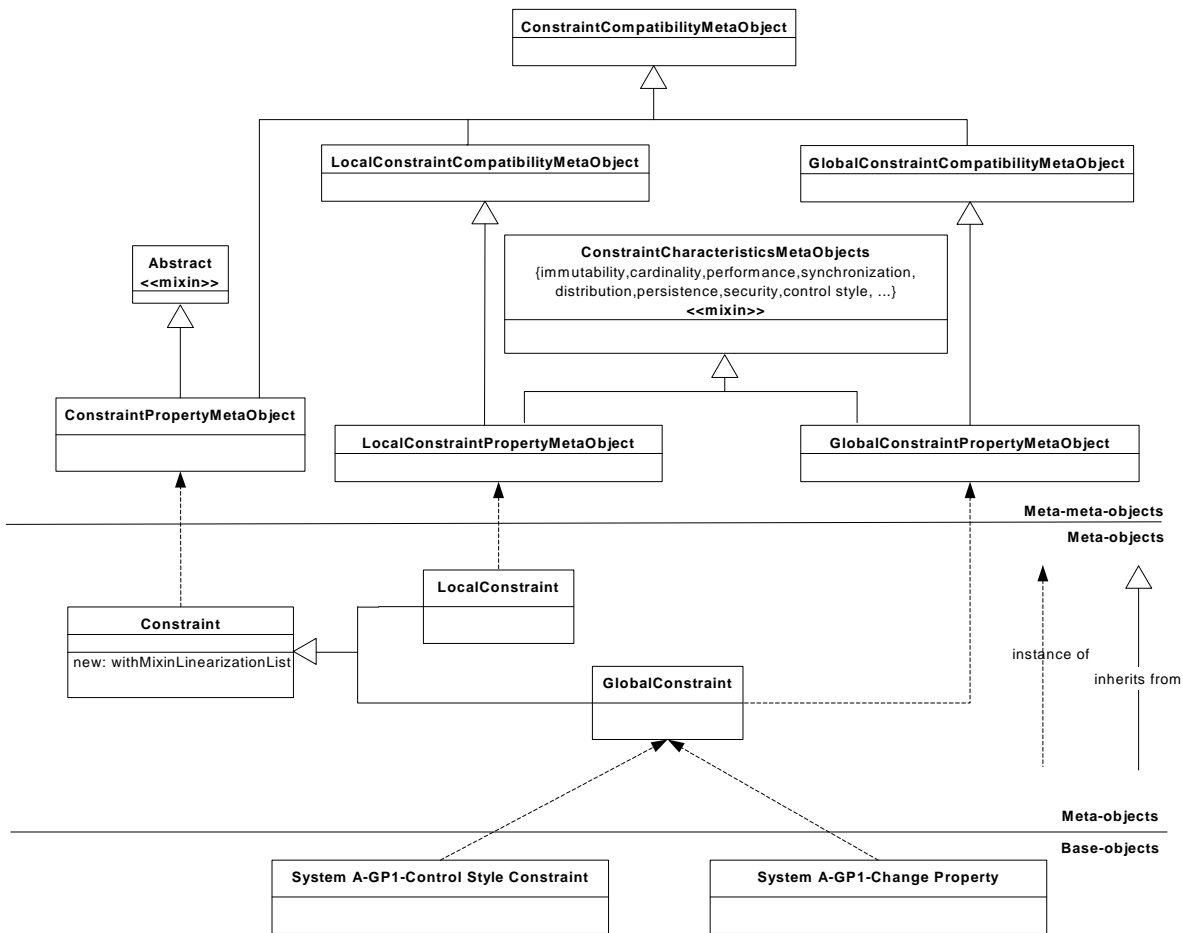 ConstraintCompatibilityMetaObject
LocalConstraintCompatibilityMetaObject
GlobalConstraintCompatibilityMetaObject
Abstract
<<mixin>>
ConstraintCharacteristicsMetaObjects
{immutability,cardinality,performance,synchronization,
distribution,persistence,security,control style, ...}
<<mixin>>
ConstraintPropertyMetaObject
LocalConstraintPropertyMetaObject
GlobalConstraintPropertyMetaObject
Meta-meta-objects
Meta-objects
LocalConstraint
Constraint
new: withMixinLinearizationList
GlobalConstraint
instance of
inherits from
Meta-objects
Base-objects
System A-GP1-Control Style Constraint
System A-GP1-Change Property